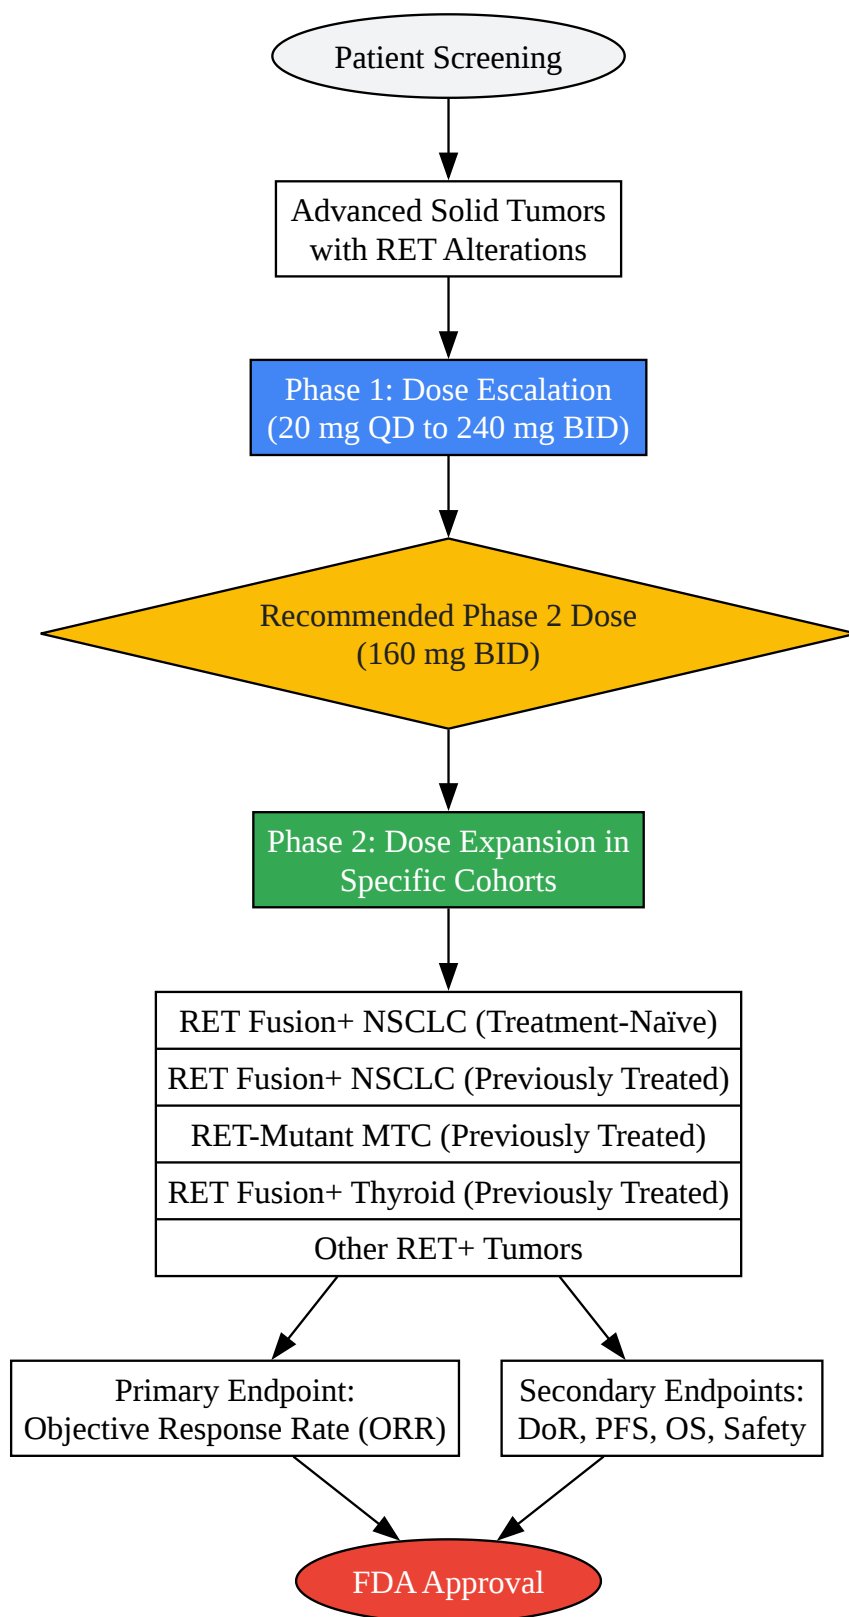 Patient Screening
Advanced Solid Tumors
with RET Alterations
Phase 1: Dose Escalation
(20 mg QD to 240 mg BID)
Recommended Phase 2 Dose
(160 mg BID)
Phase 2: Dose Expansion in
Specific Cohorts
RET Fusion+ NSCLC (Treatment-Naïve)
RET Fusion+ NSCLC (Previously Treated)
RET-Mutant MTC (Previously Treated)
RET Fusion+ Thyroid (Previously Treated)
Other RET+ Tumors
Primary Endpoint:
Objective Response Rate (ORR)
Secondary Endpoints:
DoR, PFS, OS, Safety
FDA Approval